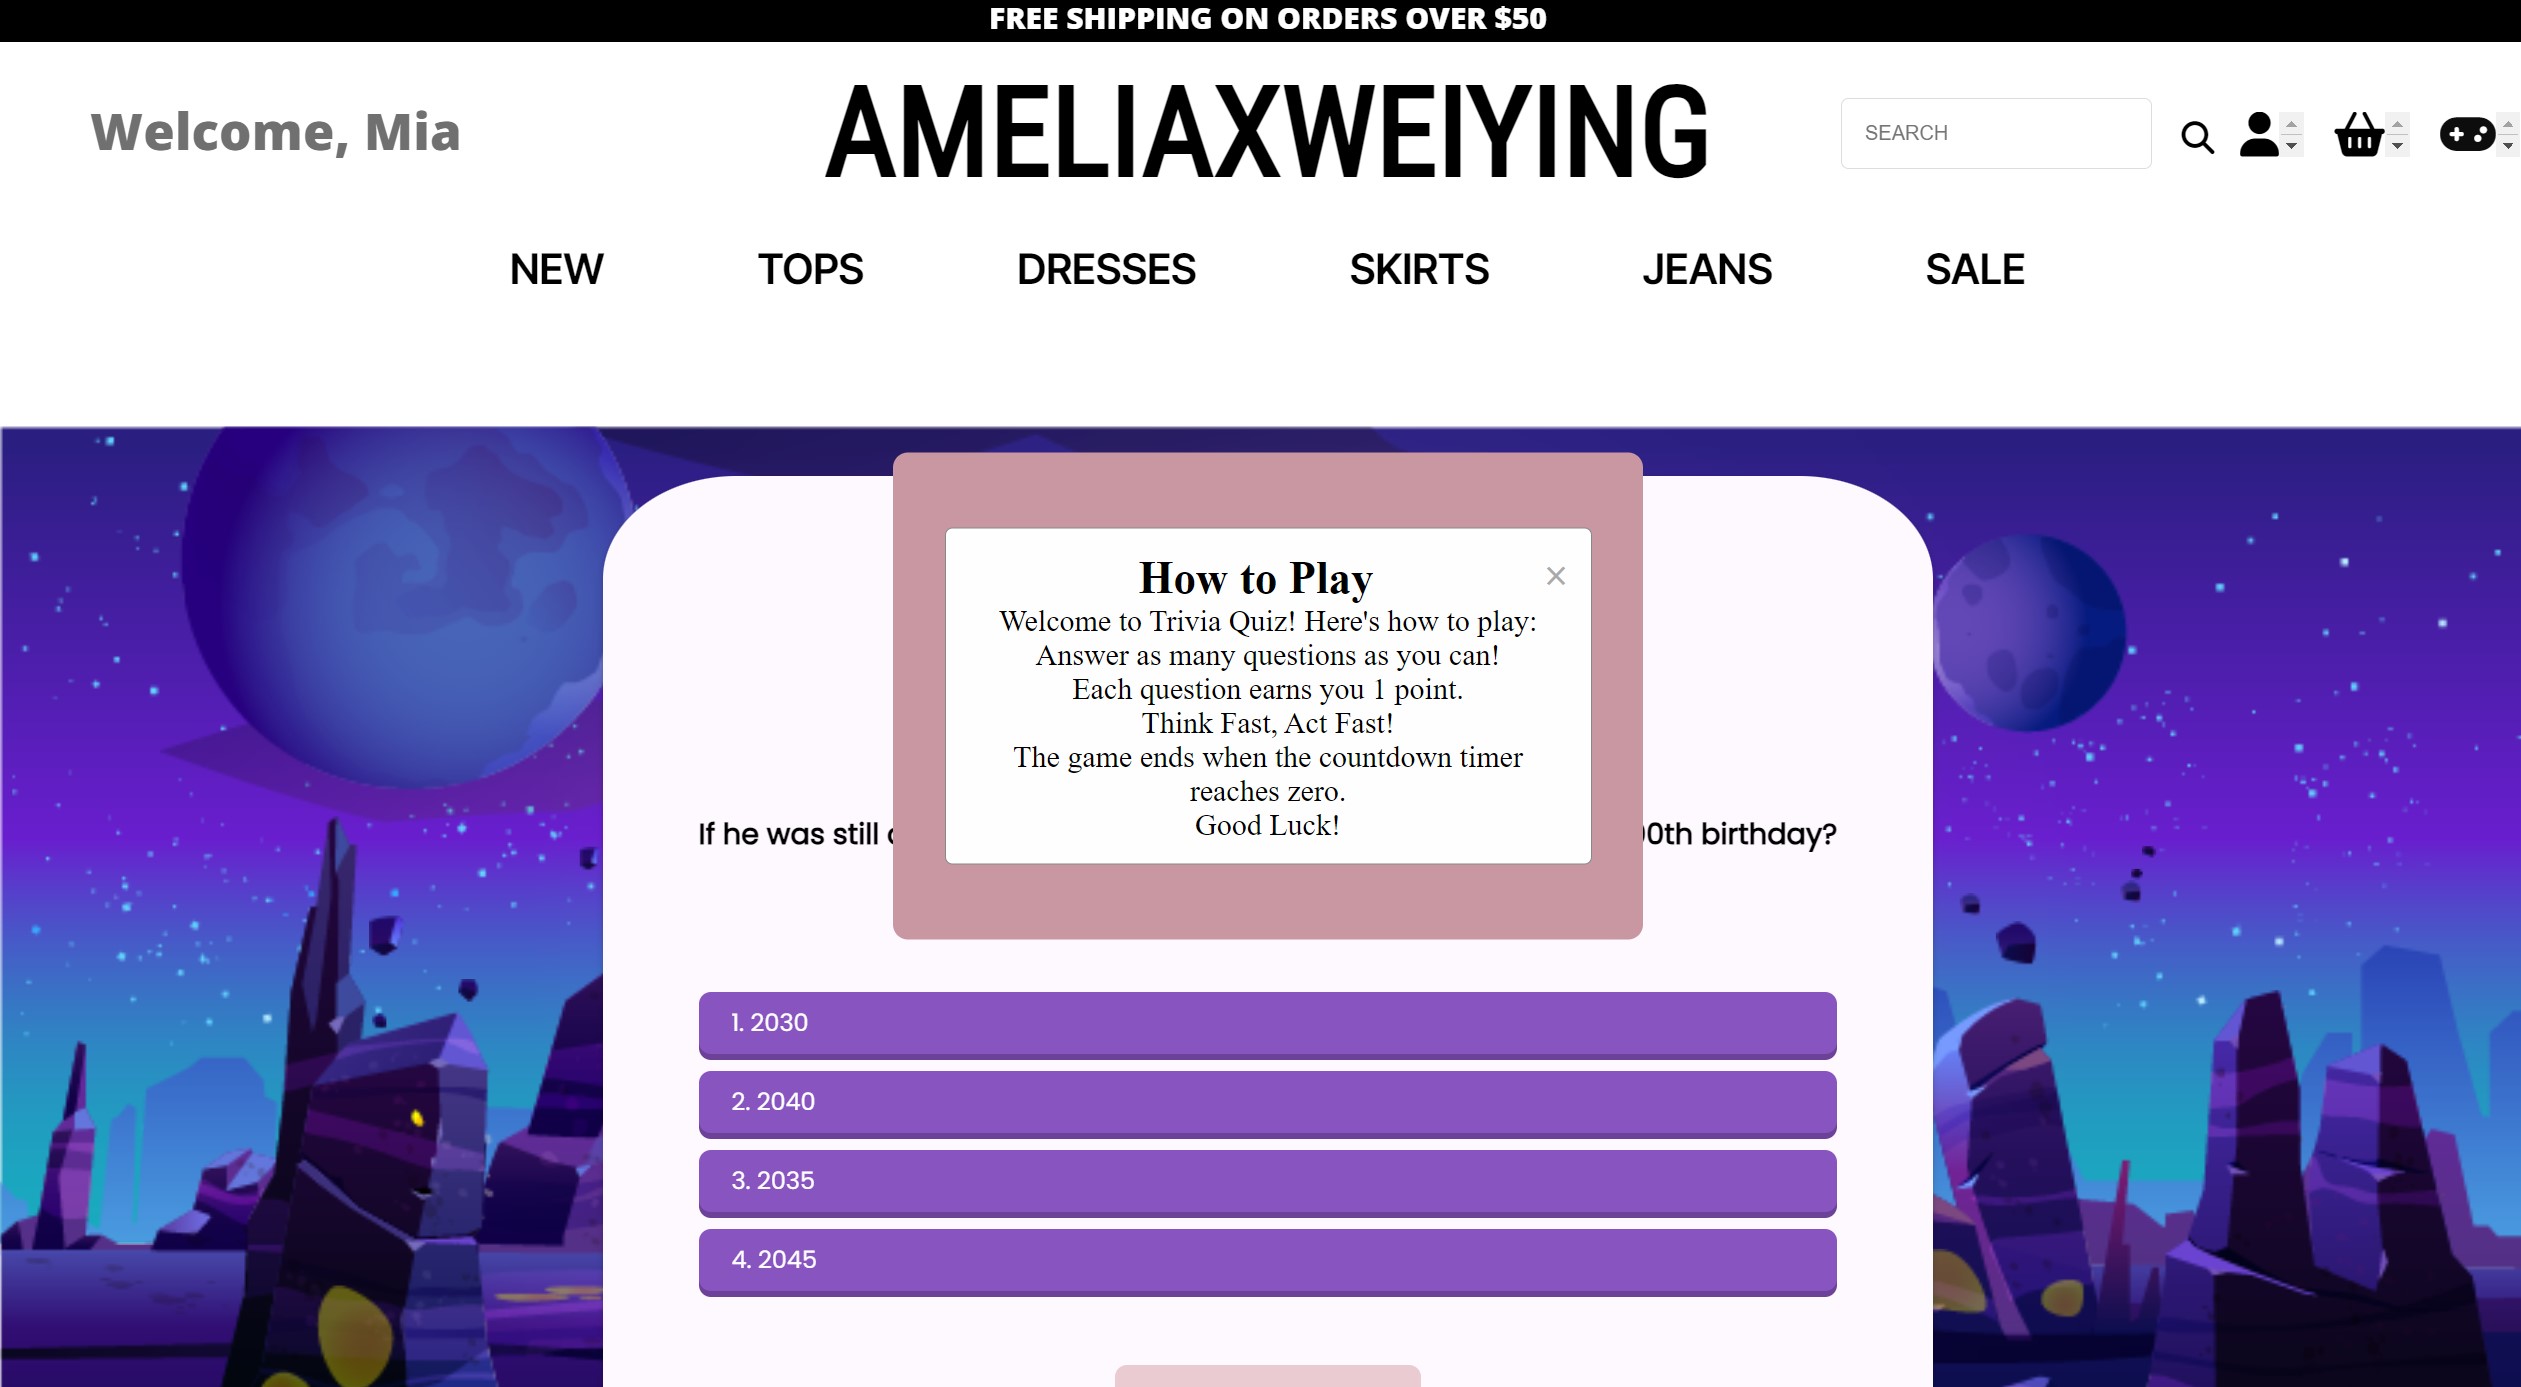 FREE SHIPPING ON ORDERS OVER $50
Welcome, Mia
AMELIAXWEIYING
SEARCH
NEW TOPS DRESSES SKIRTS JEANS SALE
How to Play
×
Welcome to Trivia Quiz! Here's how to play:
Answer as many questions as you can!
Each question earns you 1 point.
Think Fast, Act Fast!
The game ends when the countdown timer
reaches zero.
Good Luck!
If he was still birthday?
1. 2030
2. 2040
3. 2035
4. 2045